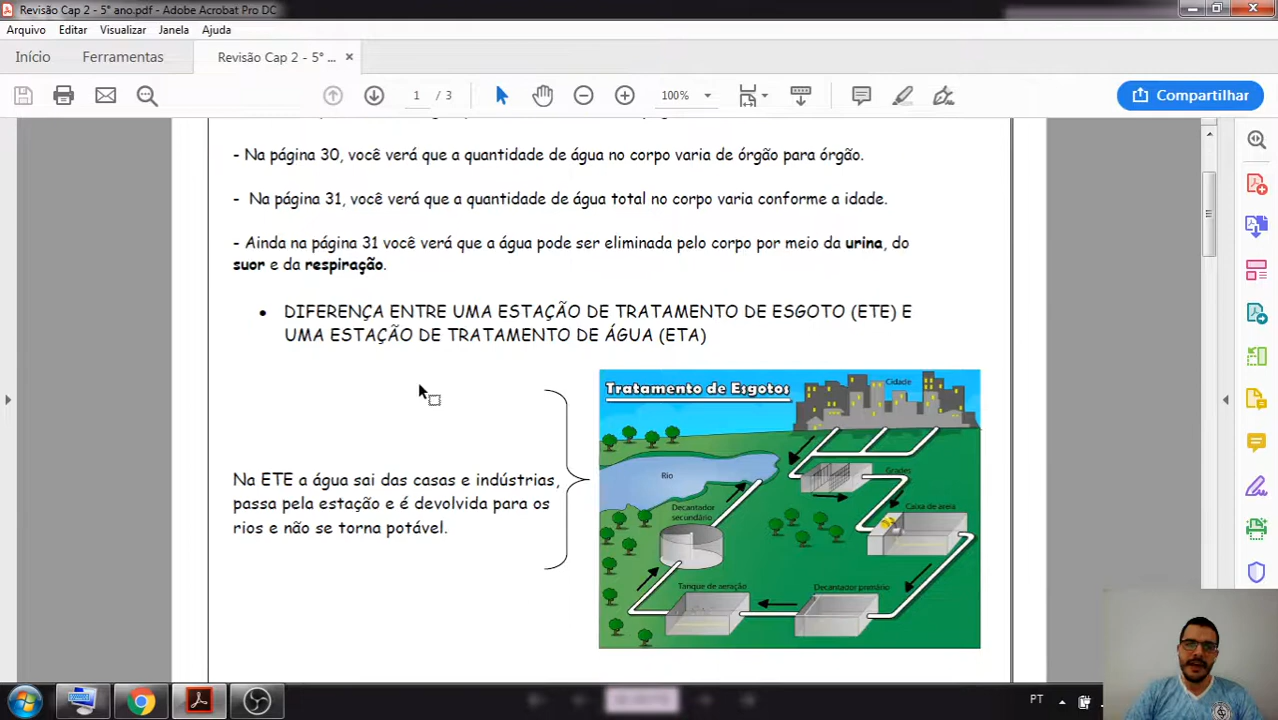 Revisão Cap 2 - 5° ano.pdf - Adobe Acrobat Pro DC
Arquivo Editar Visualizar Janela Ajuda
Início Ferramentas Revisão Cap 2 - 5° ... ×
1 / 3 100% Compartilhar
- Na página 30, você verá que a quantidade de água no corpo varia de órgão para órgão.
- Na página 31, você verá que a quantidade de água total no corpo varia conforme a idade.
- Ainda na página 31 você verá que a água pode ser eliminada pelo corpo por meio da urina, do
suor e da respiração.
• DIFERENÇA ENTRE UMA ESTAÇÃO DE TRATAMENTO DE ESGOTO (ETE) E
UMA ESTAÇÃO DE TRATAMENTO DE ÁGUA (ETA)
Na ETE a água sai das casas e indústrias,
passa pela estação e é devolvida para os
rios e não se torna potável.
Tratamento de Esgotos
Cidade
Rio
Grades
Decantador
secundário
Caixa de areia
Tanque de aeração
Decantador primário
PT